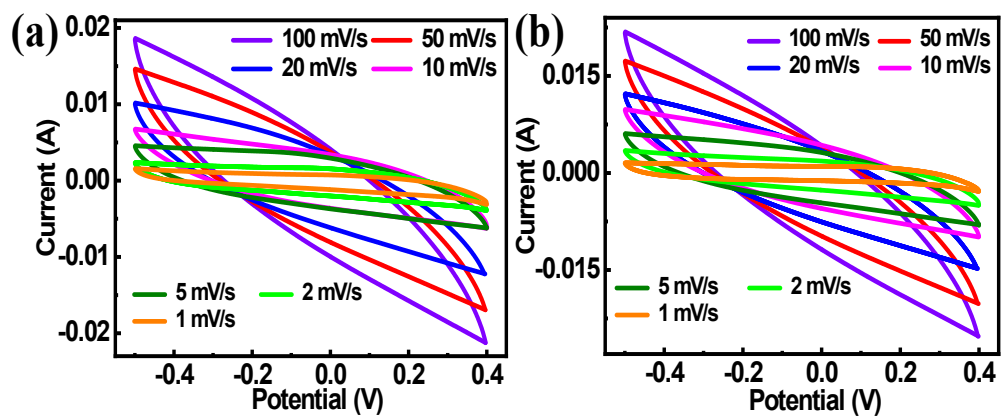 (a)
0.02
0.01
0.00
-0.01
-0.02
Current (A)
100 mV/s 50 mV/s
20 mV/s 10 mV/s
5 mV/s 2 mV/s
1 mV/s
-0.4 -0.2 0.0 0.2 0.4
Potential (V)
(b)
0.015
0.000
-0.015
Current (A)
100 mV/s 50 mV/s
20 mV/s 10 mV/s
5 mV/s 2 mV/s
1 mV/s
-0.4 -0.2 0.0 0.2 0.4
Potential (V)